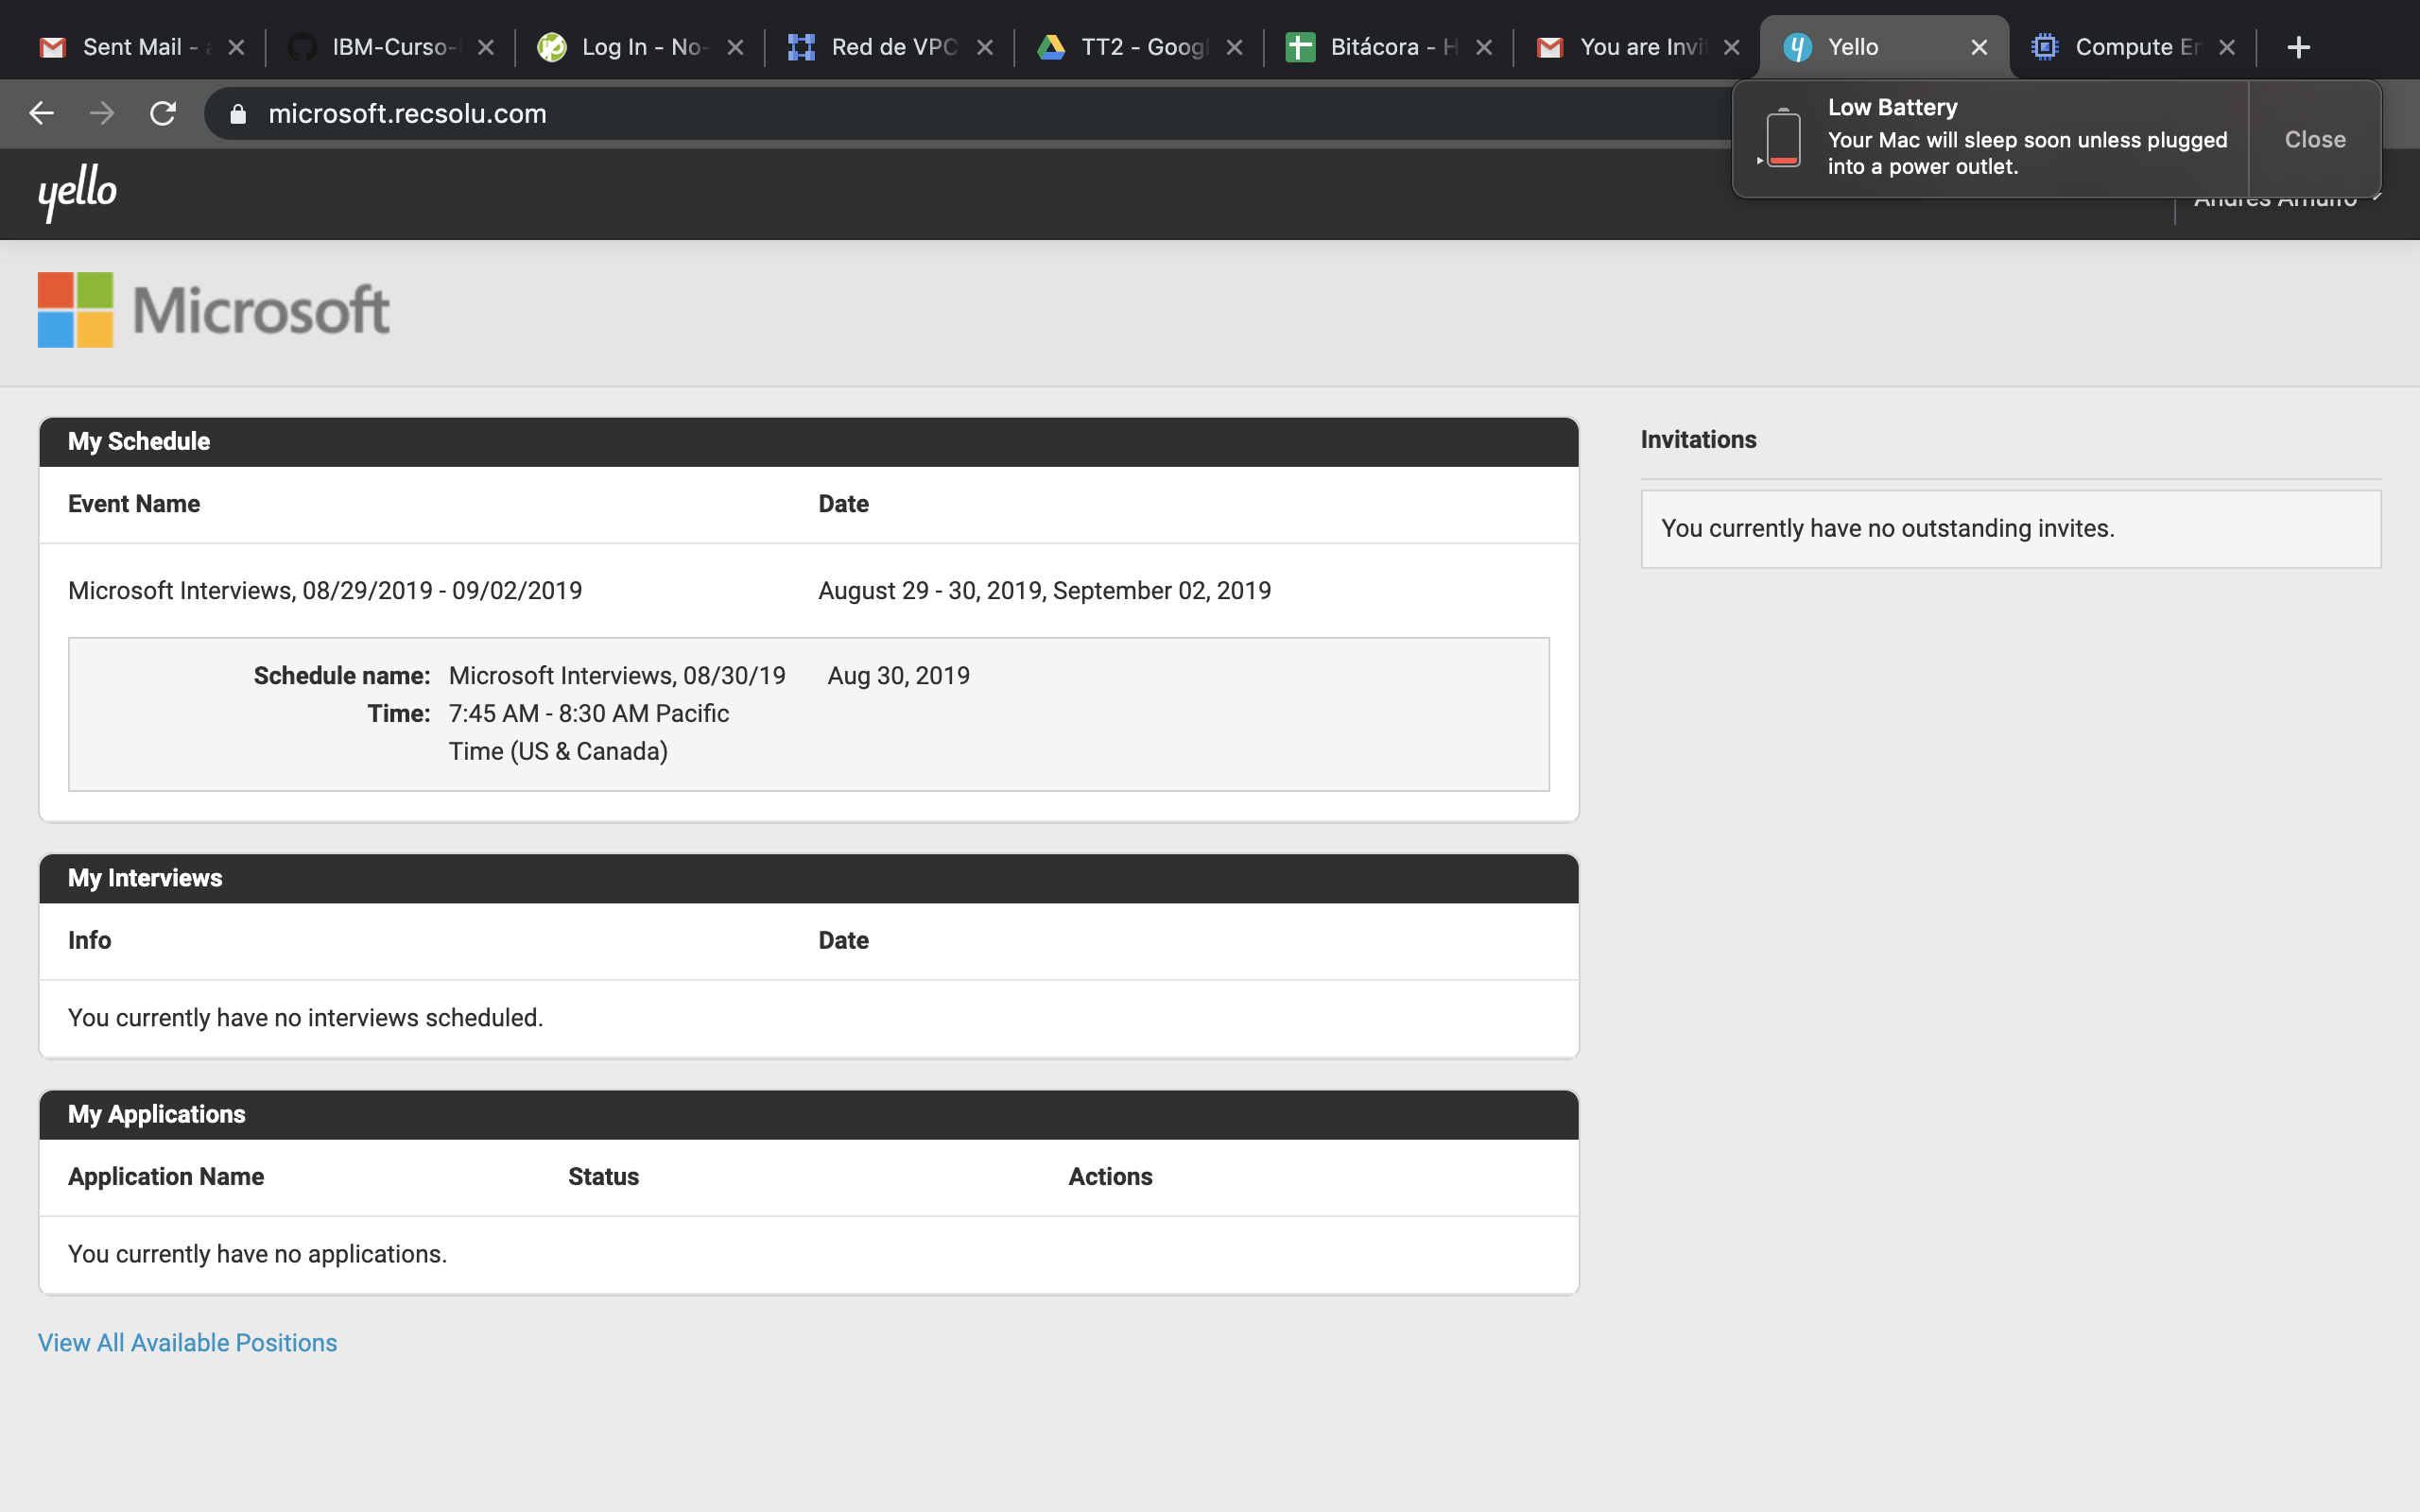 Sent Mail -
IBM-Curso-
Log In - No-
Red de VPC
TT2 - Googl
Bitácora - H
You are Invi
Yello
Compute En
microsoft.recsolu.com
Low Battery
Your Mac will sleep soon unless plugged
into a power outlet.
Close
yello
Microsoft
My Schedule
Event Name Date
Microsoft Interviews, 08/29/2019 - 09/02/2019 August 29 - 30, 2019, September 02, 2019
Schedule name: Microsoft Interviews, 08/30/19 Aug 30, 2019
Time: 7:45 AM - 8:30 AM Pacific
Time (US & Canada)
My Interviews
Info Date
You currently have no interviews scheduled.
My Applications
Application Name Status Actions
You currently have no applications.
View All Available Positions
Invitations
You currently have no outstanding invites.